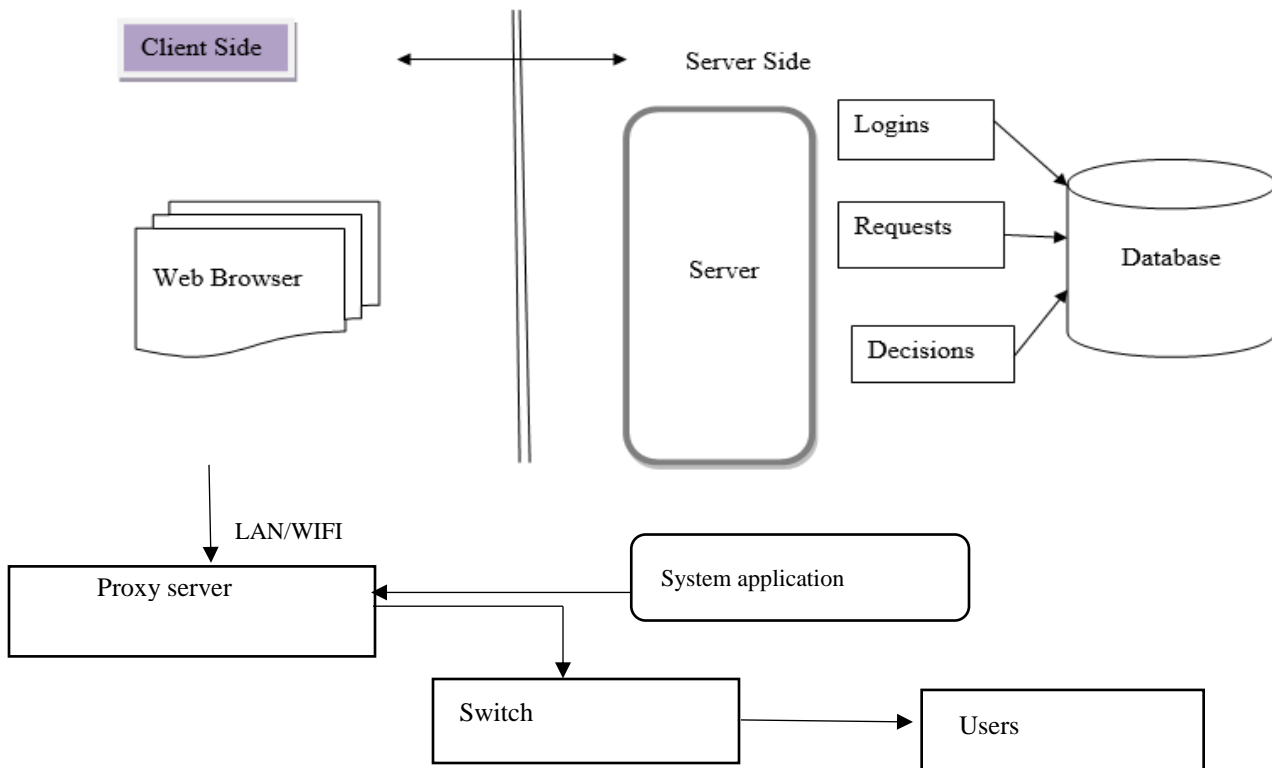 Client Side
Server Side
Logins
Requests
Web Browser
Server
Database
Decisions
LAN/WIFI
Proxy server
System application
Switch
Users